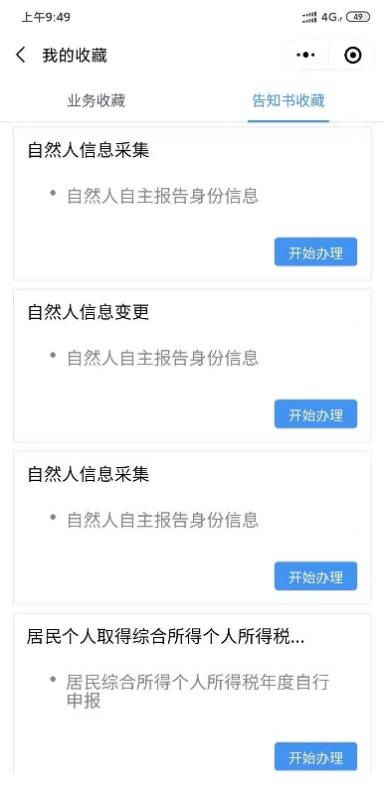 上午9:49
4G
49
我的收藏
业务收藏
告知书收藏
自然人信息采集
• 自然人自主报告身份信息
开始办理
自然人信息变更
• 自然人自主报告身份信息
开始办理
自然人信息采集
• 自然人自主报告身份信息
开始办理
居民个人取得综合所得个人所得税...
• 居民综合所得个人所得税年度自行
申报
开始办理